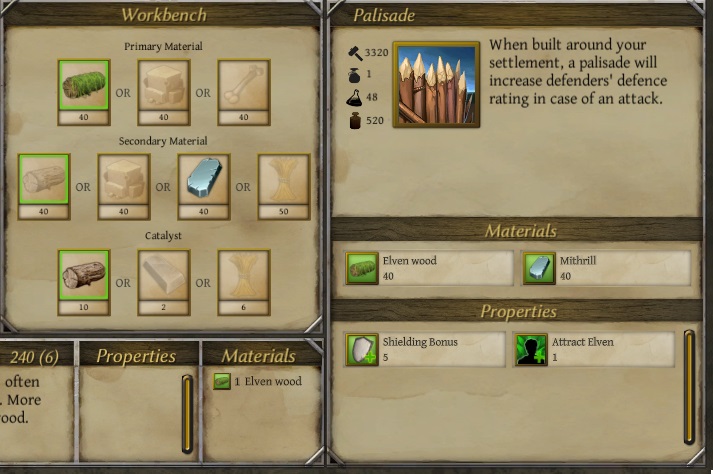 Workbench
Primary Material
OR
OR
40
40
40
Secondary Material
OR
OR
OR
40
40
40
50
Catalyst
OR
OR
10
2
6
240 (6)
often
. More
ood.
Properties
Materials
1 Elven wood
Palisade
3320
1
48
520
When built around your
settlement, a palisade will
increase defenders' defence
rating in case of an attack.
Materials
Elven wood
40
Mithrill
40
Properties
Shielding Bonus
5
Attract Elven
1